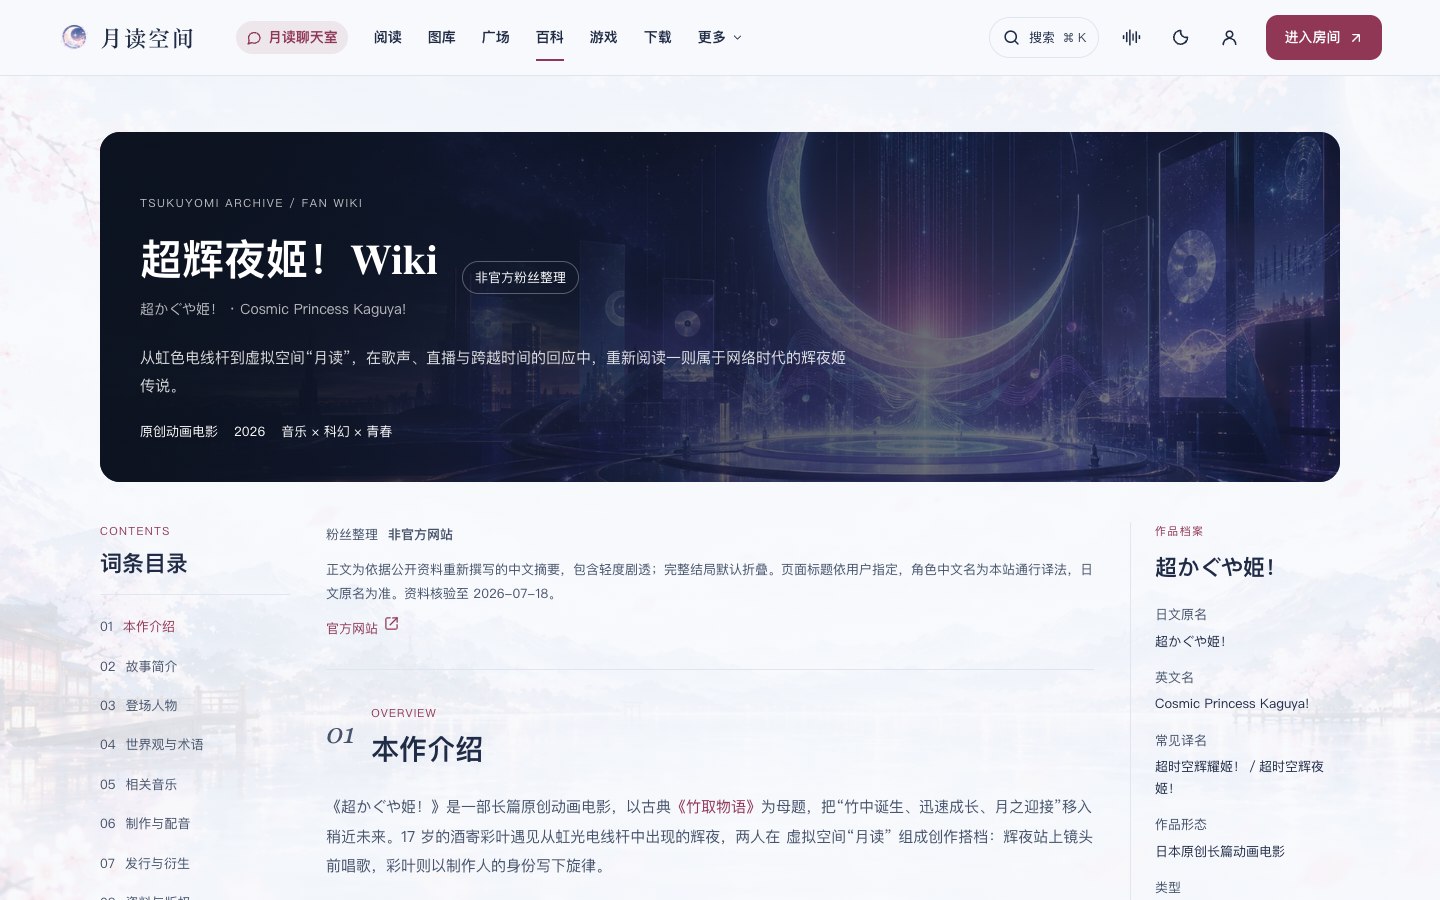 月读空间
月读聊天室
阅读
图库
广场
百科
游戏
下载
更多
搜索 ⌘ K
进入房间
TSUKUYOMI ARCHIVE / FAN WIKI
超辉夜姬！Wiki
非官方粉丝整理
超かぐや姫！ · Cosmic Princess Kaguya!
从虹色电线杆到虚拟空间“月读”，在歌声、直播与跨越时间的回应中，重新阅读一则属于网络时代的辉夜姬
传说。
原创动画电影 2026 音乐 × 科幻 × 青春
CONTENTS
词条目录
01 本作介绍
02 故事简介
03 登场人物
04 世界观与术语
05 相关音乐
06 制作与配音
07 发行与衍生
粉丝整理 非官方网站
正文为依据公开资料重新撰写的中文摘要，包含轻度剧透；完整结局默认折叠。页面标题依用户指定，角色中文名为本站通行译法，日
文原名为准。资料核验至 2026-07-18。
官方网站
OVERVIEW
01 本作介绍
《超かぐや姫！》是一部长篇原创动画电影，以古典《竹取物语》为母题，把“竹中诞生、迅速成长、月之迎接”移入
稍近未来。17 岁的酒寄彩叶遇见从虹光电线杆中出现的辉夜，两人在 虚拟空间“月读” 组成创作搭档：辉夜站上镜头
前唱歌，彩叶则以制作人的身份写下旋律。
作品档案
超かぐや姫！
日文原名
超かぐや姫！
英文名
Cosmic Princess Kaguya!
常见译名
超时空辉耀姬！ / 超时空辉夜
姬！
作品形态
日本原创长篇动画电影
类型